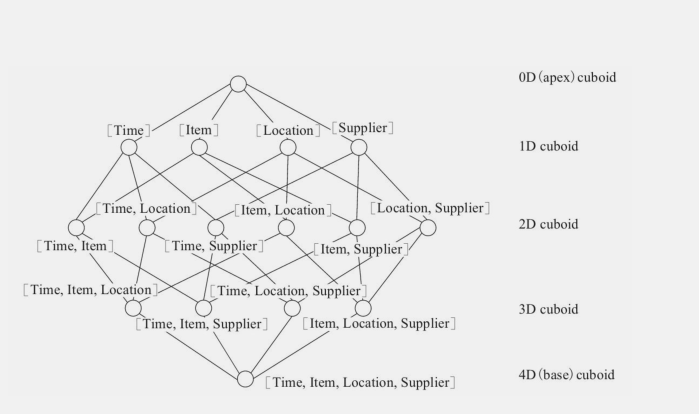 0D (apex) cuboid
[Time] [Item] [Location] [Supplier]
1D cuboid
[Time, Location] [Item, Location] [Location, Supplier]
2D cuboid
[Time, Item] [Time, Supplier] [Item, Supplier]
[Time, Item, Location] [Time, Location, Supplier]
3D cuboid
[Time, Item, Supplier] [Item, Location, Supplier]
4D (base) cuboid
[Time, Item, Location, Supplier]